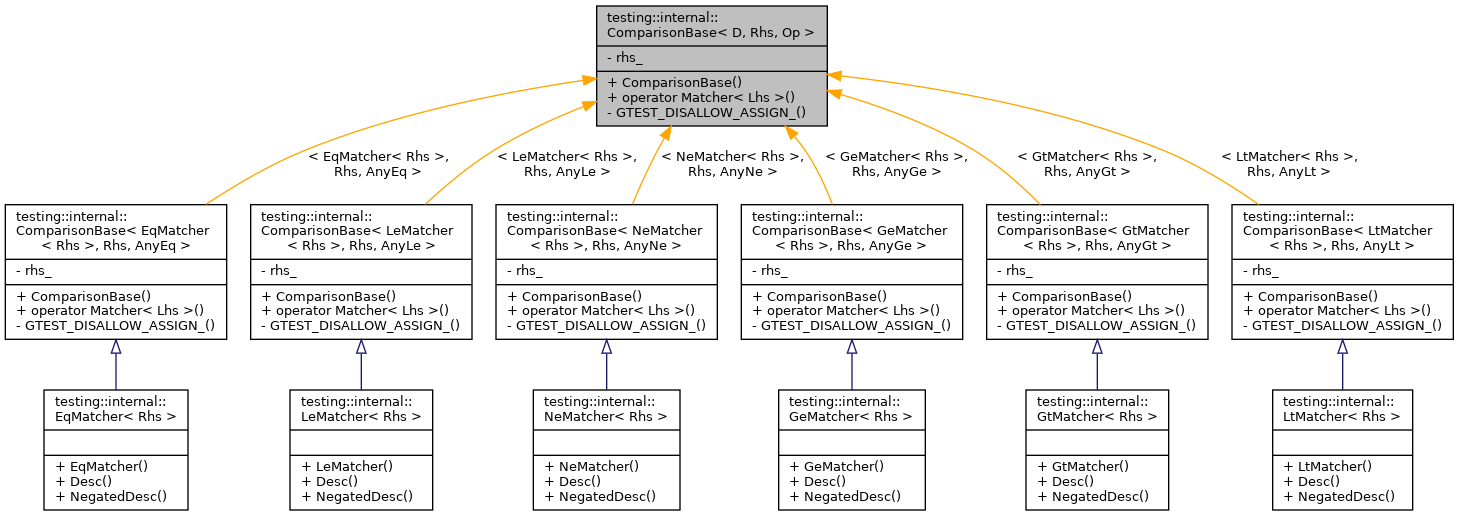 testing::internal::
ComparisonBase< D, Rhs, Op >
- rhs_
+ ComparisonBase()
+ operator Matcher< Lhs >()
- GTEST_DISALLOW_ASSIGN_()
< EqMatcher< Rhs >,
Rhs, AnyEq >
< LeMatcher< Rhs >,
Rhs, AnyLe >
< NeMatcher< Rhs >,
Rhs, AnyNe >
< GeMatcher< Rhs >,
Rhs, AnyGe >
< GtMatcher< Rhs >,
Rhs, AnyGt >
< LtMatcher< Rhs >,
Rhs, AnyLt >
testing::internal::
ComparisonBase< EqMatcher
< Rhs >, Rhs, AnyEq >
- rhs_
+ ComparisonBase()
+ operator Matcher< Lhs >()
- GTEST_DISALLOW_ASSIGN_()
testing::internal::
ComparisonBase< LeMatcher
< Rhs >, Rhs, AnyLe >
- rhs_
+ ComparisonBase()
+ operator Matcher< Lhs >()
- GTEST_DISALLOW_ASSIGN_()
testing::internal::
ComparisonBase< NeMatcher
< Rhs >, Rhs, AnyNe >
- rhs_
+ ComparisonBase()
+ operator Matcher< Lhs >()
- GTEST_DISALLOW_ASSIGN_()
testing::internal::
ComparisonBase< GeMatcher
< Rhs >, Rhs, AnyGe >
- rhs_
+ ComparisonBase()
+ operator Matcher< Lhs >()
- GTEST_DISALLOW_ASSIGN_()
testing::internal::
ComparisonBase< GtMatcher
< Rhs >, Rhs, AnyGt >
- rhs_
+ ComparisonBase()
+ operator Matcher< Lhs >()
- GTEST_DISALLOW_ASSIGN_()
testing::internal::
ComparisonBase< LtMatcher
< Rhs >, Rhs, AnyLt >
- rhs_
+ ComparisonBase()
+ operator Matcher< Lhs >()
- GTEST_DISALLOW_ASSIGN_()
testing::internal::
EqMatcher< Rhs >
+ EqMatcher()
+ Desc()
+ NegatedDesc()
testing::internal::
LeMatcher< Rhs >
+ LeMatcher()
+ Desc()
+ NegatedDesc()
testing::internal::
NeMatcher< Rhs >
+ NeMatcher()
+ Desc()
+ NegatedDesc()
testing::internal::
GeMatcher< Rhs >
+ GeMatcher()
+ Desc()
+ NegatedDesc()
testing::internal::
GtMatcher< Rhs >
+ GtMatcher()
+ Desc()
+ NegatedDesc()
testing::internal::
LtMatcher< Rhs >
+ LtMatcher()
+ Desc()
+ NegatedDesc()